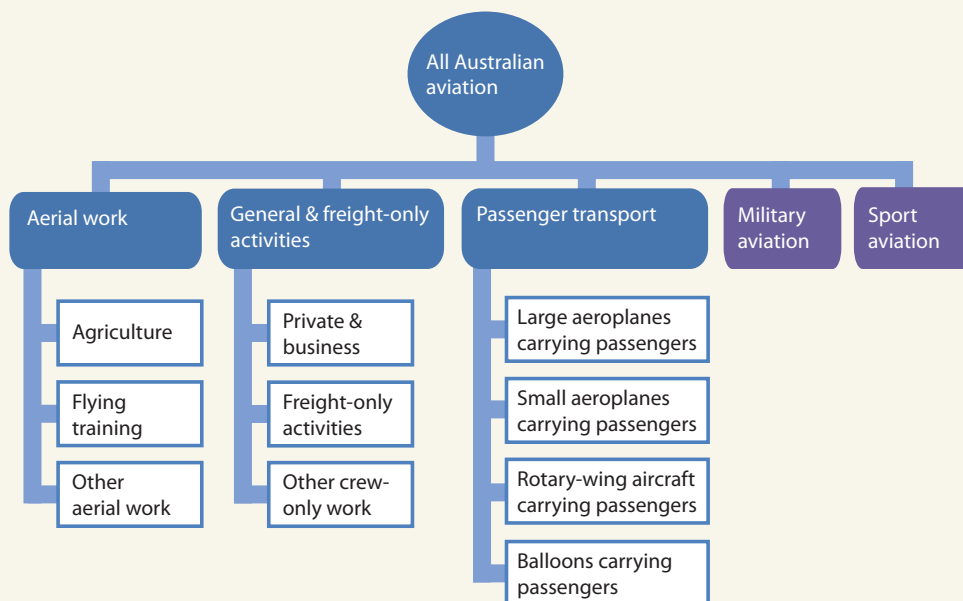 All Australian
aviation
Aerial work
General & freight-only
activities
Passenger transport
Military
aviation
Sport
aviation
Agriculture
Flying
training
Other
aerial work
Private &
business
Freight-only
activities
Other crew-
only work
Large aeroplanes
carrying passengers
Small aeroplanes
carrying passengers
Rotary-wing aircraft
carrying passengers
Balloons carrying
passengers